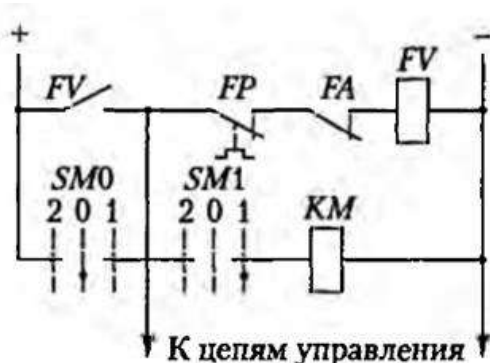 + −
FV FP FA FV
SM0 SM1
2 0 1 2 0 1 KM
К цепям управления